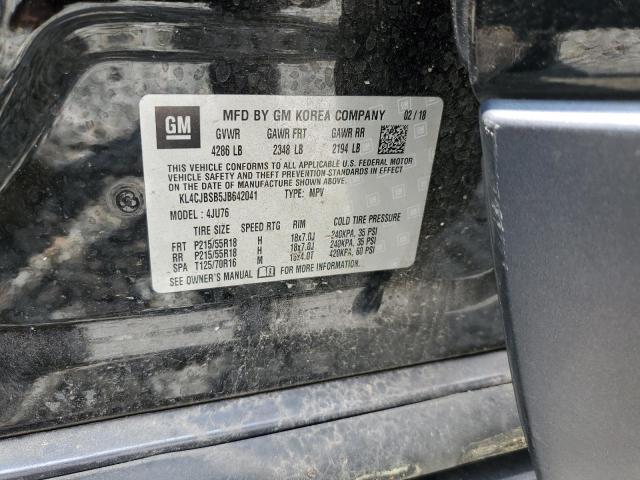 GM
MFD BY GM KOREA COMPANY 02/18
GVWR GAWR FRT GAWR RR
4286 LB 2348 LB 2194 LB
THIS VEHICLE CONFORMS TO ALL APPLICABLE U.S. FEDERAL MOTOR
VEHICLE SAFETY AND THEFT PREVENTION STANDARDS IN EFFECT
ON THE DATE OF MANUFACTURE SHOWN ABOVE.
KL4CJBSB5JB642041 TYPE: MPV
MODEL: 4JU76
TIRE SIZE SPEED RTG RIM COLD TIRE PRESSURE
FRT P215/55R18 H 18x7.0J 240KPA, 35 PSI
RR P215/55R18 H 18x7.0J 240KPA, 35 PSI
SPA T125/70R16 M 16x4.0T 420KPA, 60 PSI
SEE OWNER'S MANUAL FOR MORE INFORMATION.